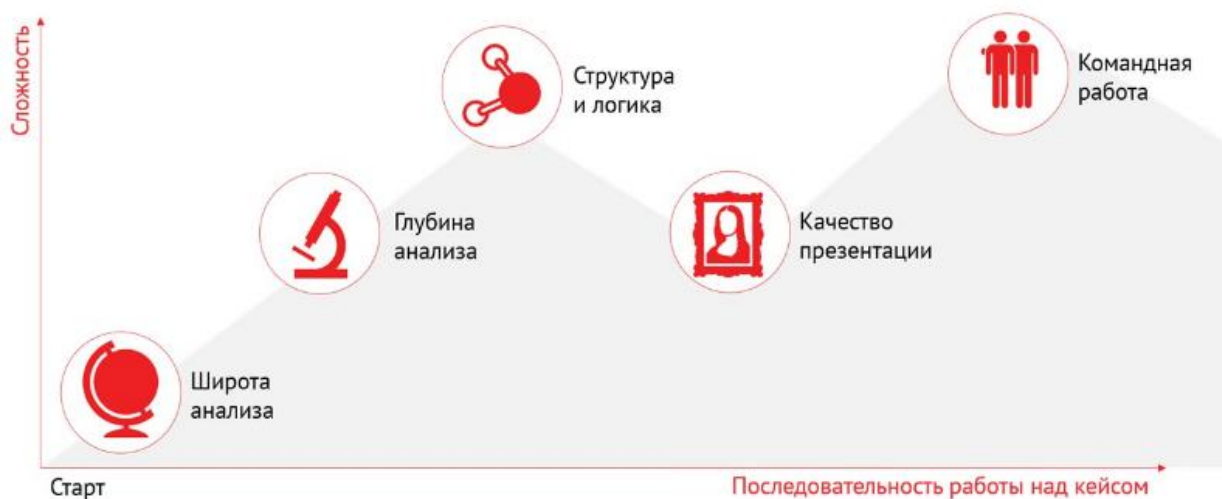 Сложность
Структура
и логика
Командная
работа
Глубина
анализа
Качество
презентации
Широта
анализа
Старт
Последовательность работы над кейсом